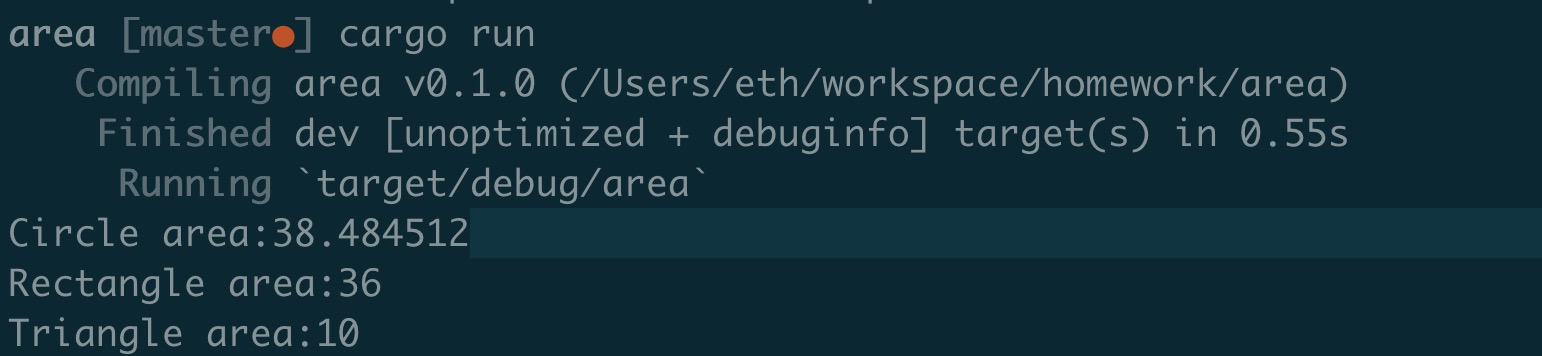 area [master●] cargo run
Compiling area v0.1.0 (/Users/eth/workspace/homework/area)
Finished dev [unoptimized + debuginfo] target(s) in 0.55s
Running `target/debug/area`
Circle area:38.484512
Rectangle area:36
Triangle area:10